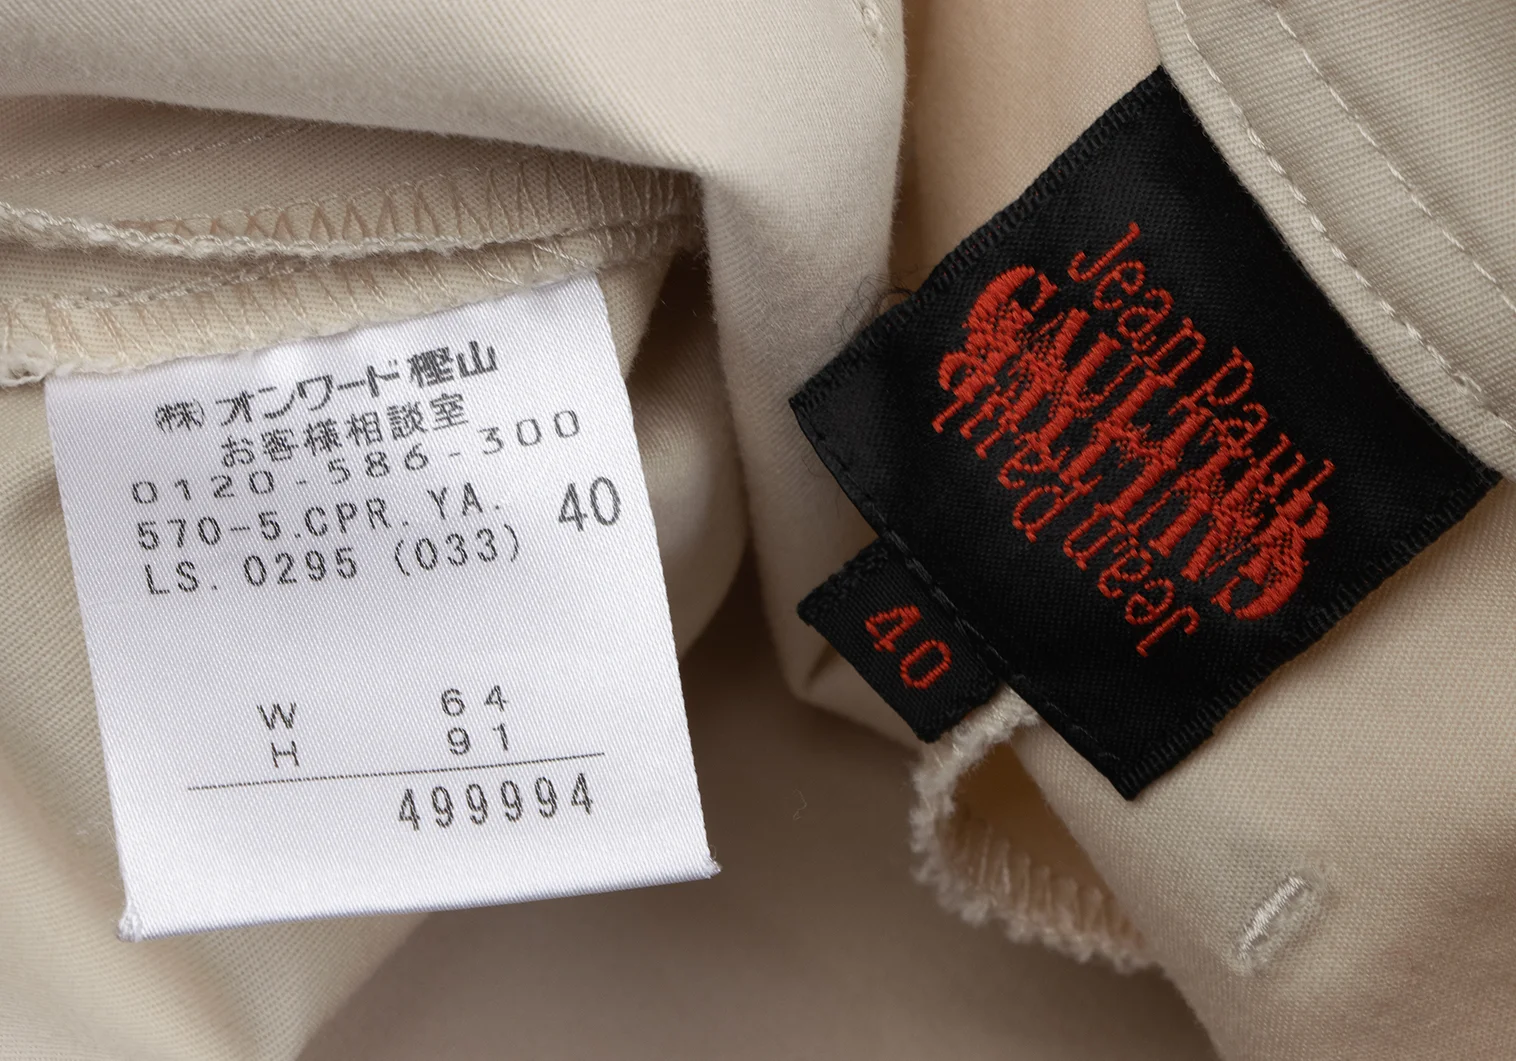 ㈱オンワード樫山
お客様相談室
0120-586-300
570-5.CPR. YA. 40
LS. 0295 (033)
W 64
H 91
499994
Jean Paul
GAULTIER
GAULTIER
Jean Paul
40